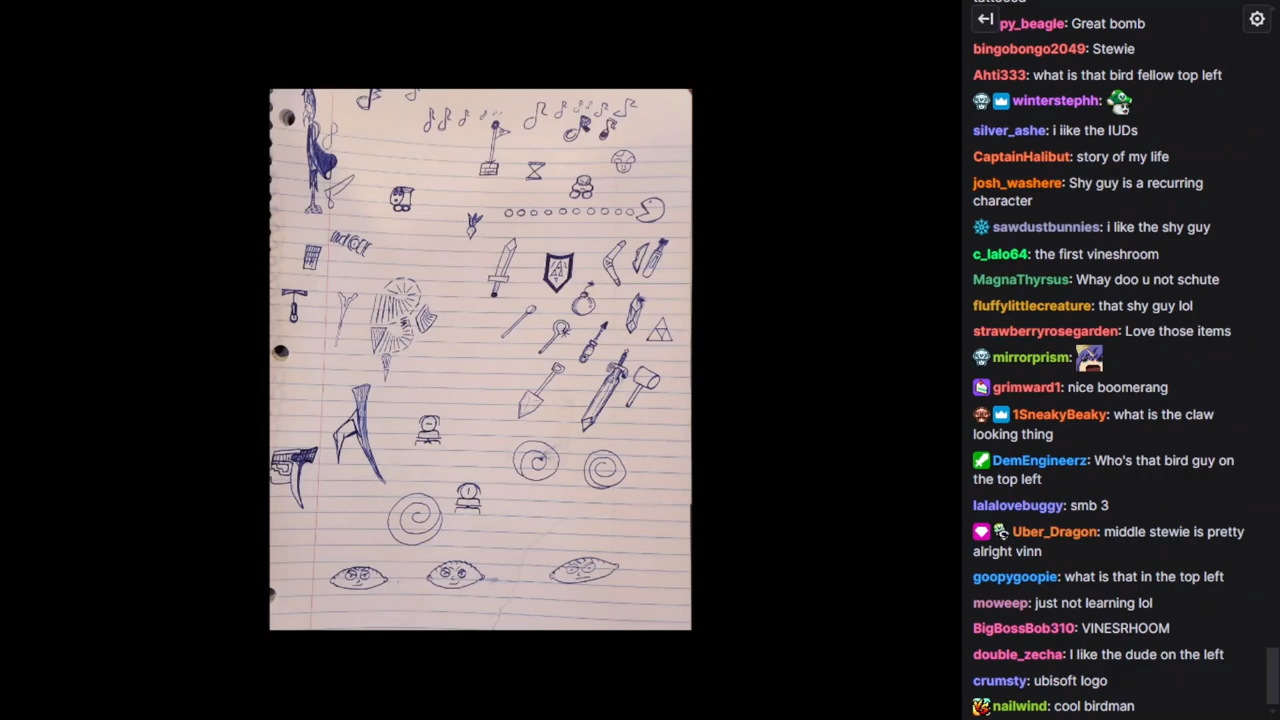 tattooed
py_beagle: Great bomb
bingobongo2049: Stewie
Ahti333: what is that bird fellow top left
winterstephh:
silver_ashe: i iike the IUDs
CaptainHalibut: story of my life
josh_washere: Shy guy is a recurring
character
sawdustbunnies: i like the shy guy
c_lalo64: the first vineshroom
MagnaThyrsus: Whay doo u not schute
fluffylittlecreature: that shy guy lol
strawberryrosegarden: Love those items
mirrorprism:
grimward1: nice boomerang
1SneakyBeaky: what is the claw
looking thing
DemEngineerz: Who's that bird guy on
the top left
lalalovebuggy: smb 3
Uber_Dragon: middle stewie is pretty
alright vinn
goopygoopie: what is that in the top left
moweep: just not learning lol
BigBossBob310: VINESRHOOM
double_zecha: I like the dude on the left
crumsty: ubisoft logo
nailwind: cool birdman